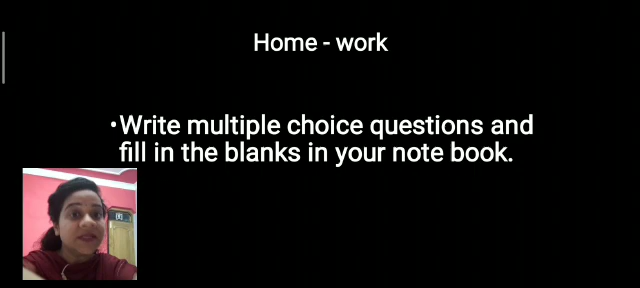 Home - work
•Write multiple choice questions and
fill in the blanks in your note book.